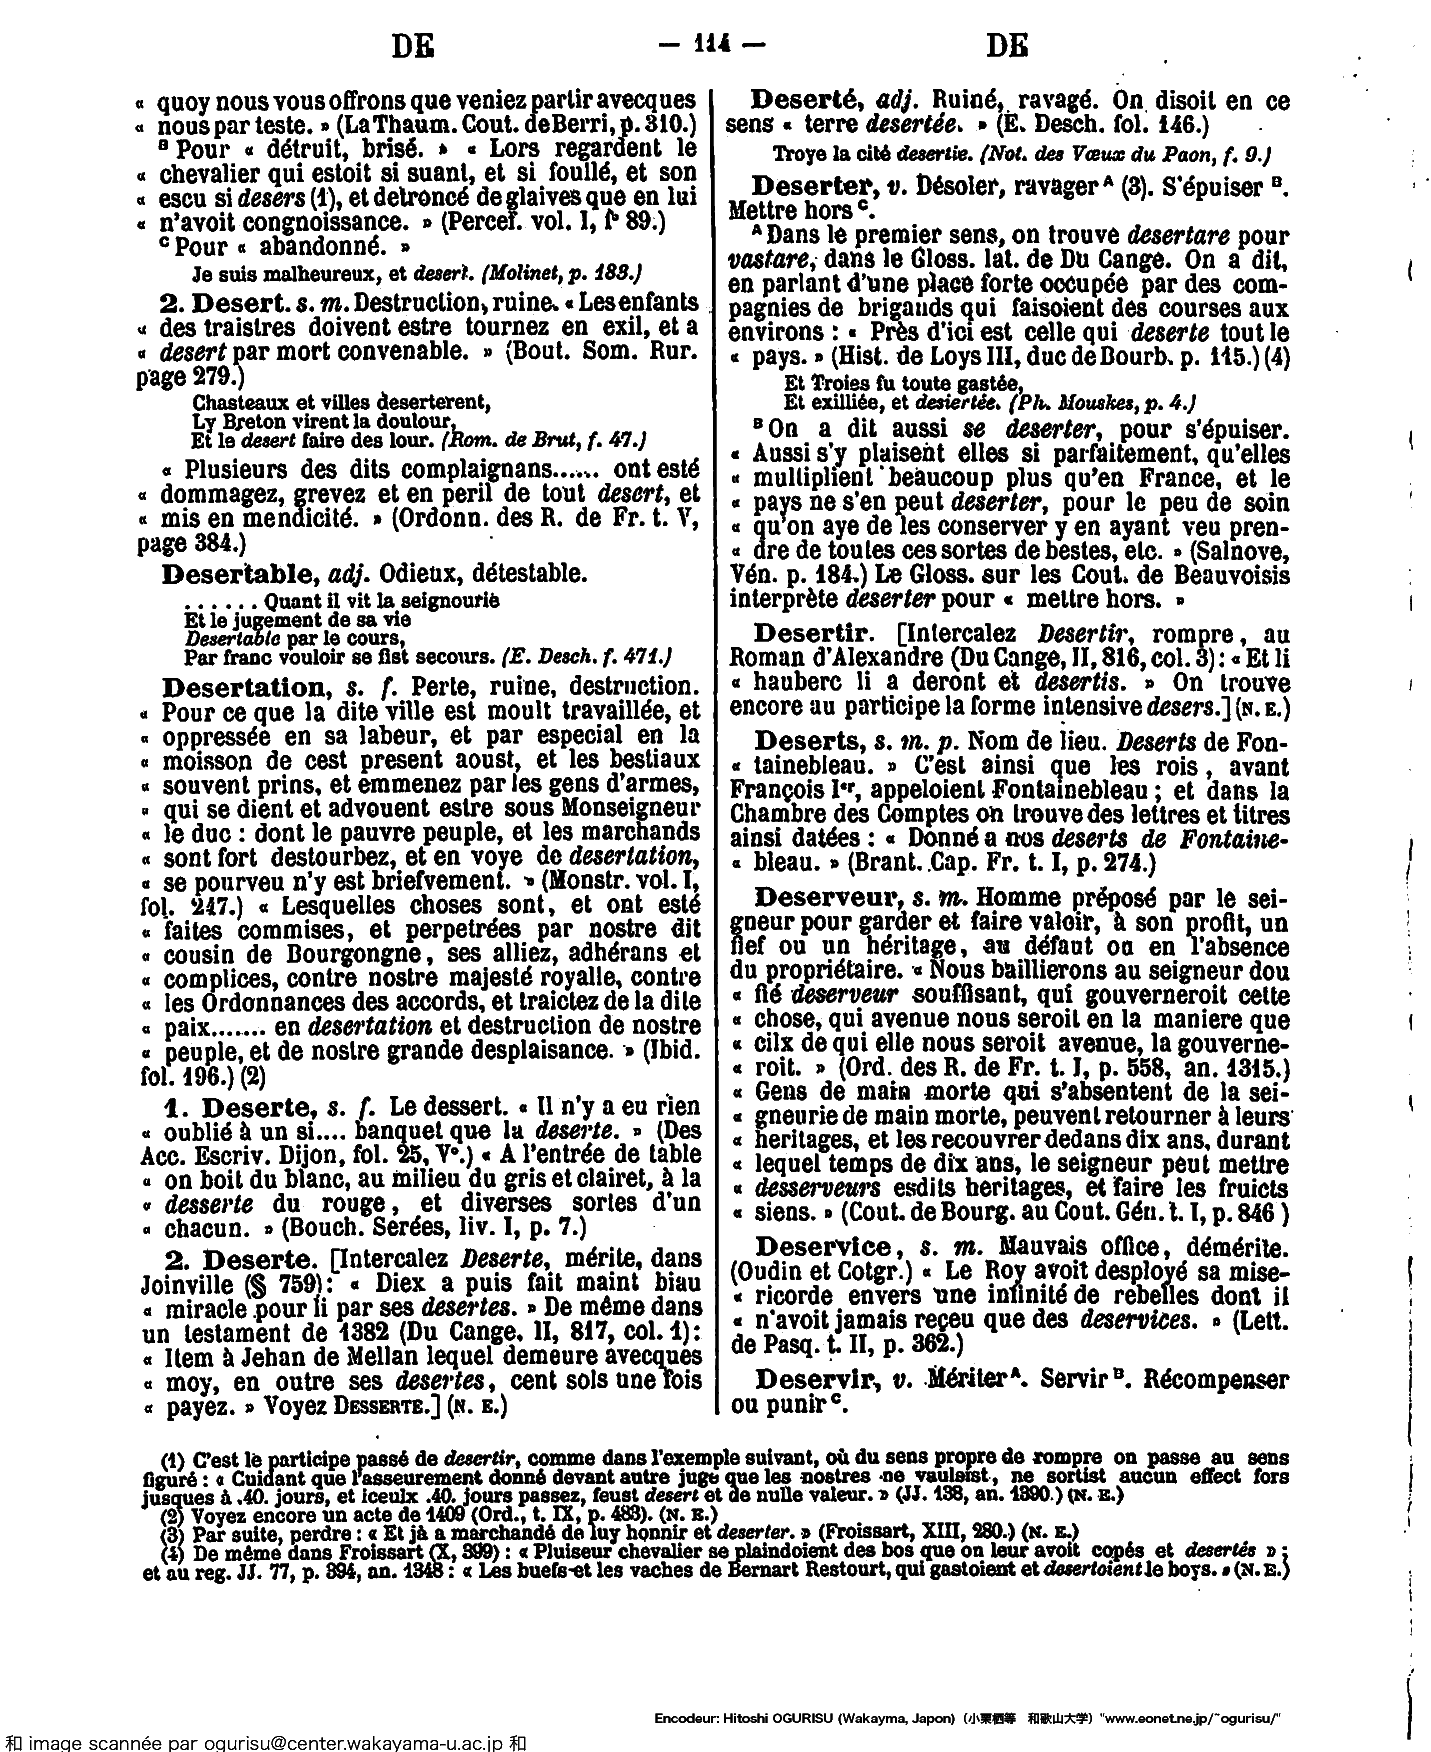 DE
— 114 —
DE
« quoy nous vous offrons que veniez partir avecques
« nous par teste. » (La Thaum. Cout. de Berri, p. 310.)
B Pour « détruit, brisé. » « Lors regardent le
« chevalier qui estoit si suant, et si foullé, et son
« escu si desers (1), et detroncé de glaives que en lui
« n'avoit congnoissance. » (Percef. vol. I, f° 89.)
C Pour « abandonné. »
Je suis malheureux, et desert. (Molinet, p. 183.)
2. Desert. s. m. Destruction, ruine. « Les enfants
« des traistres doivent estre tournez en exil, et a
« desert par mort convenable. » (Bout. Som. Rur.
page 279.)
Chasteaux et villes deserterent,
Ly Breton virent la doulour,
Et le desert faire des lour. (Rom. de Brut, f. 47.)
« Plusieurs des dits complaignans...... ont esté
« dommagez, grevez et en peril de tout desert, et
« mis en mendicité. » (Ordonn. des R. de Fr. t. V,
page 384.)
Desertable, adj. Odieux, détestable.
...... Quant il vit la seignourie
Et le jugement de sa vie
Desertable par le cours,
Par franc vouloir se fist secours. (E. Desch. f. 471.)
Desertation, s. f. Perte, ruine, destruction.
« Pour ce que la dite ville est moult travaillée, et
« oppressée en sa labeur, et par especial en la
« moisson de cest present aoust, et les bestiaux
« souvent prins, et emmenez par les gens d'armes,
« qui se dient et advouent estre sous Monseigneur
« le duc : dont le pauvre peuple, et les marchands
« sont fort destourbez, et en voye de desertation,
« se pourveu n'y est briefvement. » (Monstr. vol. I,
fol. 247.) « Lesquelles choses sont, et ont esté
« faites commises, et perpetrées par nostre dit
« cousin de Bourgongne, ses alliez, adhérans et
« complices, contre nostre majesté royalle, contre
« les Ordonnances des accords, et traictez de la dite
« paix....... en desertation et destruction de nostre
« peuple, et de nostre grande desplaisance. » (Ibid.
fol. 196.) (2)
1. Deserte, s. f. Le dessert. « Il n'y a eu rien
« oublié à un si.... banquet que la deserte. » (Des
Acc. Escriv. Dijon, fol. 25, V°.) « A l'entrée de table
« on boit du blanc, au milieu du gris et clairet, à la
« desserte du rouge, et diverses sortes d'un
« chacun. » (Bouch. Serées, liv. I, p. 7.)
2. Deserte. [Intercalez Deserte, mérite, dans
Joinville (§ 759) : « Diex a puis fait maint biau
« miracle pour li par ses desertes. » De même dans
un testament de 1382 (Du Cange, II, 817, col. 1) :
« Item à Jehan de Mellan lequel demeure avecques
« moy, en outre ses desertes, cent sols une fois
« payez. » Voyez DESSERTE.] (N. E.)
Deserté, adj. Ruiné, ravagé. On disoit en ce
sens « terre desertée. » (E. Desch. fol. 146.)
Troye la cité desertie. (Not. des Vœux du Paon, f. 9.)
Deserter, v. Désoler, ravager A (3). S'épuiser B.
Mettre hors C.
A Dans le premier sens, on trouve desertare pour
vastare, dans le Gloss. lat. de Du Cange. On a dit,
en parlant d'une place forte occupée par des com-
pagnies de brigands qui faisoient des courses aux
environs : « Près d'ici est celle qui deserte tout le
« pays. » (Hist. de Loys III, duc de Bourb. p. 115.) (4)
Et Troies fu toute gastée,
Et exilliée, et desiertée. (Ph. Mouskes, p. 4.)
B On a dit aussi se deserter, pour s'épuiser.
« Aussi s'y plaisent elles si parfaitement, qu'elles
« multiplient beaucoup plus qu'en France, et le
« pays ne s'en peut deserter, pour le peu de soin
« qu'on aye de les conserver y en ayant veu pren-
« dre de toutes ces sortes de bestes, etc. » (Salnove,
Vén. p. 184.) Le Gloss. sur les Cout. de Beauvoisis
interprète deserter pour « mettre hors. »
Desertir. [Intercalez Desertir, rompre, au
Roman d'Alexandre (Du Cange, II, 816, col. 3) : « Et li
« hauberc li a deront et desertis. » On trouve
encore au participe la forme intensive desers.] (N. E.)
Deserts, s. m. p. Nom de lieu. Deserts de Fon-
« tainebleau. » C'est ainsi que les rois, avant
François Ier, appeloient Fontainebleau ; et dans la
Chambre des Comptes on trouve des lettres et titres
ainsi datées : « Donné a nos deserts de Fontaine-
« bleau. » (Brant. Cap. Fr. t. I, p. 274.)
Deserveur, s. m. Homme préposé par le sei-
gneur pour garder et faire valoir, à son profit, un
fief ou un héritage, au défaut ou en l'absence
du propriétaire. « Nous baillierons au seigneur dou
« fié deserveur souffisant, qui gouverneroit cette
« chose, qui avenue nous seroit en la maniere que
« cilx de qui elle nous seroit avenue, la gouverne-
« roit. » (Ord. des R. de Fr. t. I, p. 558, an. 1315.)
« Gens de main morte qui s'absentent de la sei-
« gneurie de main morte, peuvent retourner à leurs
« heritages, et les recouvrer dedans dix ans, durant
« lequel temps de dix ans, le seigneur peut mettre
« desserveurs esdits heritages, et faire les fruicts
« siens. » (Cout. de Bourg. au Cout. Gén. t. I, p. 846)
Deservice, s. m. Mauvais office, démérite.
(Oudin et Cotgr.) « Le Roy avoit desployé sa mise-
« ricorde envers une infinité de rebelles dont il
« n'avoit jamais reçeu que des deservices. » (Lett.
de Pasq. t. II, p. 362.)
Deservir, v. Mériter A. Servir B. Récompenser
ou punir C.
(1) C'est le participe passé de desertir, comme dans l'exemple suivant, où du sens propre de rompre on passe au sens
figuré : « Cuidant que l'asseurement donné devant autre juge que les nostres ne vaulsist, ne sortist aucun effect fors
jusques à .40. jours, et iceulx .40. jours passez, feust desert et de nulle valeur. » (JJ. 138, an. 1390.) (N. E.)
(2) Voyez encore un acte de 1409 (Ord., t. IX, p. 483). (N. E.)
(3) Par suite, perdre : « Et jà a marchandé de luy honnir et deserter. » (Froissart, XIII, 280.) (N. E.)
(4) De même dans Froissart (X, 399) : « Pluiseur chevalier se plaindoient des bos que on leur avoit copés et desertés » ;
et au reg. JJ. 77, p. 394, an. 1348 : « Les buefs et les vaches de Bernart Restourt, qui gastoient et desertoient le boys. » (N. E.)
Encodeur: Hitoshi OGURISU (Wakayma, Japon) (小栗栖等 和歌山大学) "www.eonet.ne.jp/~ogurisu/"
和 image scannée par ogurisu@center.wakayama-u.ac.jp 和